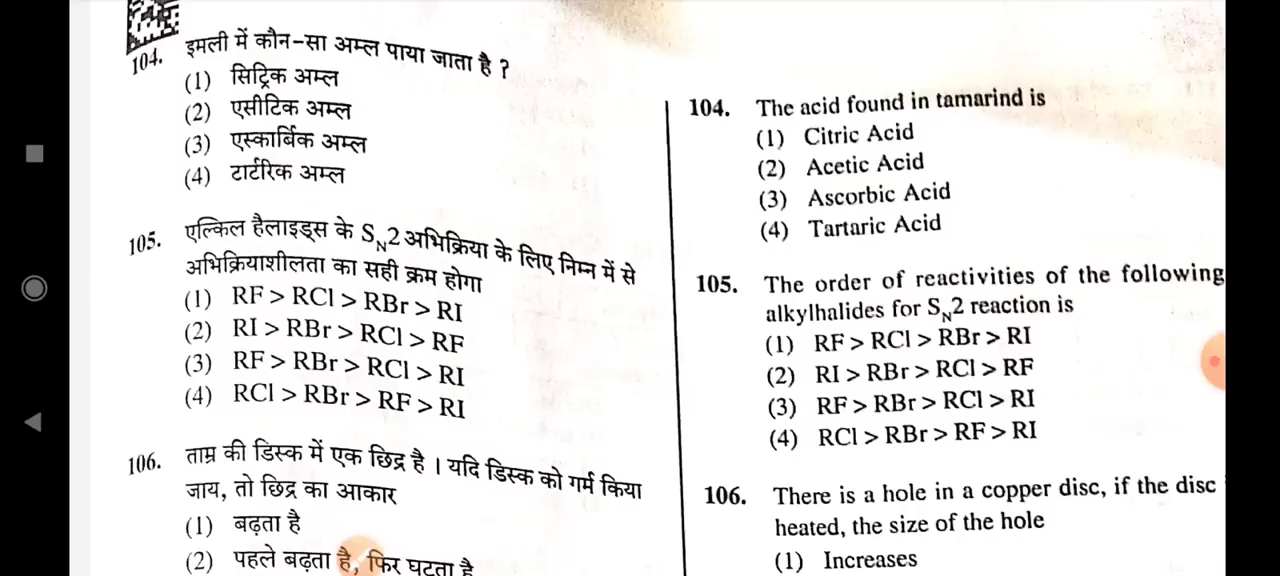 104. इमली में कौन-सा अम्ल पाया जाता है ?
(1) सिट्रिक अम्ल
(2) एसीटिक अम्ल
(3) एस्कार्बिक अम्ल
(4) टार्टरिक अम्ल
105. एल्किल हैलाइड्स के SN2 अभिक्रिया के लिए निम्न में से
अभिक्रियाशीलता का सही क्रम होगा
(1) RF > RCl > RBr > RI
(2) RI > RBr > RCl > RF
(3) RF > RBr > RCl > RI
(4) RCl > RBr > RF > RI
106. ताम्र की डिस्क में एक छिद्र है । यदि डिस्क को गर्म किया
जाय, तो छिद्र का आकार
(1) बढ़ता है
(2) पहले बढ़ता है, फिर घटता है
104. The acid found in tamarind is
(1) Citric Acid
(2) Acetic Acid
(3) Ascorbic Acid
(4) Tartaric Acid
105. The order of reactivities of the following
alkylhalides for SN2 reaction is
(1) RF > RCl > RBr > RI
(2) RI > RBr > RCl > RF
(3) RF > RBr > RCl > RI
(4) RCl > RBr > RF > RI
106. There is a hole in a copper disc, if the disc
heated, the size of the hole
(1) Increases